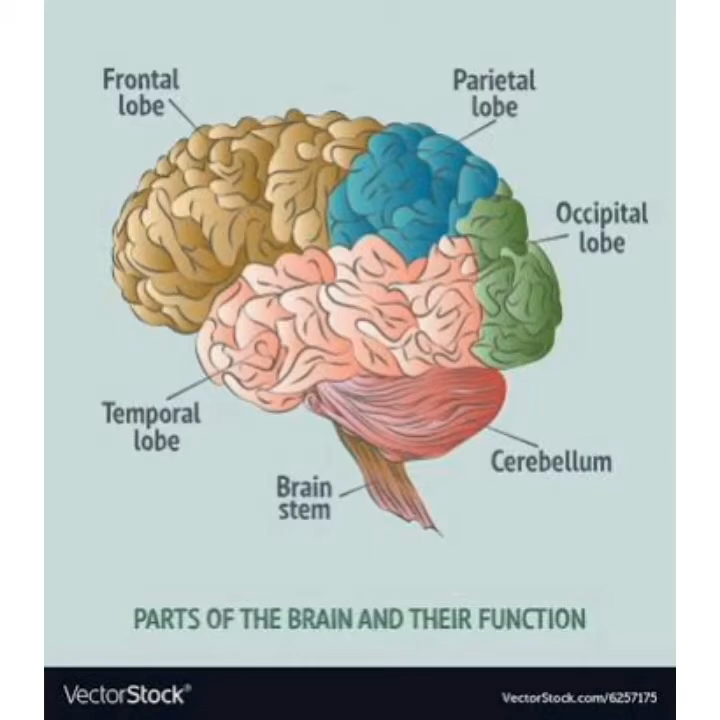 Frontal
lobe
Parietal
lobe
Occipital
lobe
Temporal
lobe
Cerebellum
Brain
stem
PARTS OF THE BRAIN AND THEIR FUNCTION
VectorStock®
VectorStock.com/6257175